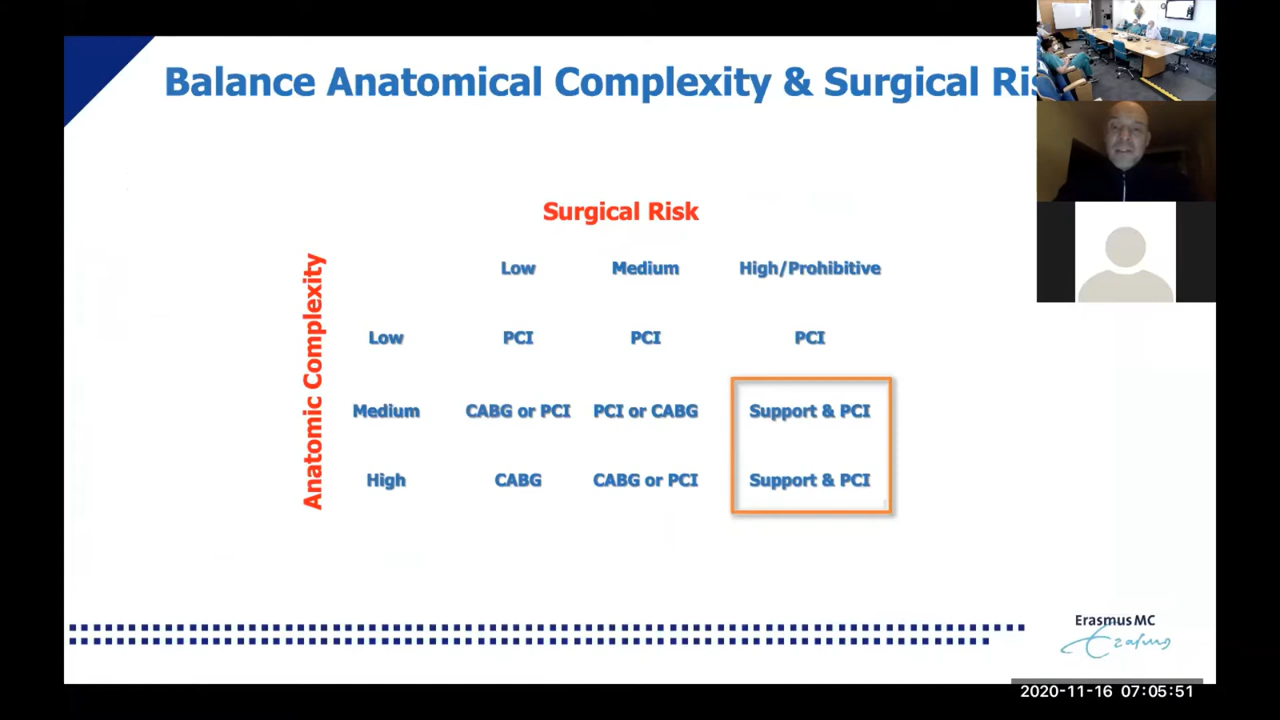 Balance Anatomical Complexity & Surgical
Surgical Risk
Anatomic Complexity
Low Medium High/Prohibitive
Low PCI PCI PCI
Medium CABG or PCI PCI or CABG Support & PCI
High CABG CABG or PCI Support & PCI
Erasmus MC
Erasmus
2020-11-16 07:05:51